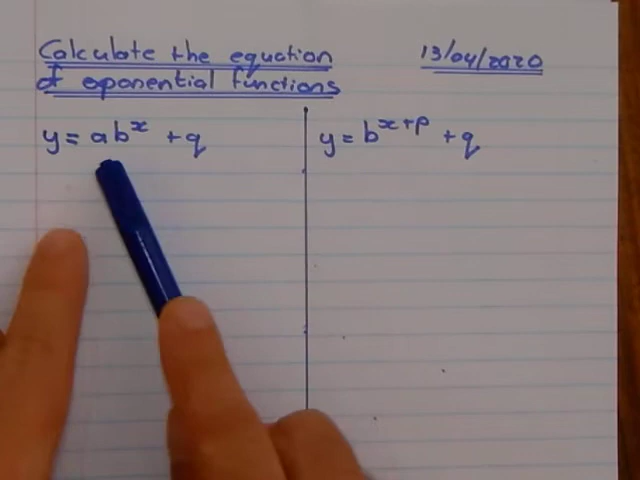 Calculate the equation
of exponential functions
13/04/2020
y = ab^x + q
y = b^{x+p} + q